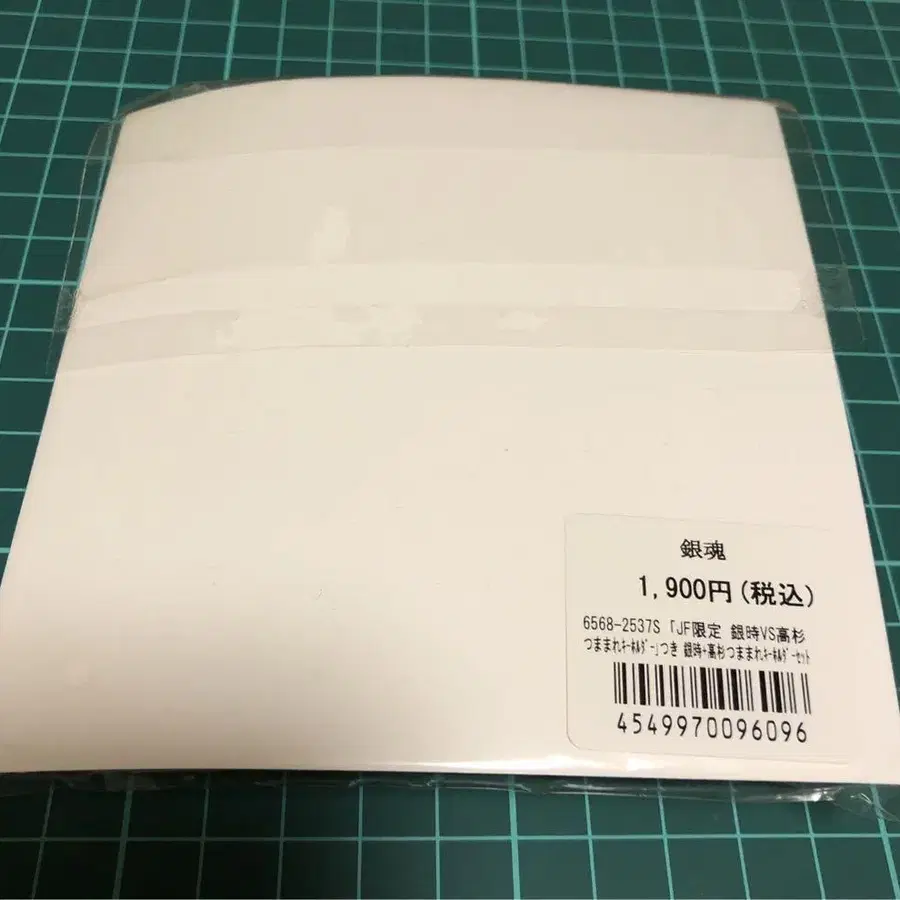 銀魂
1,900円(税込)
6568-2537S 「JF限定 銀時VS高杉
つままれｷｰﾎﾙﾀﾞｰ」つき 銀時+高杉つままれｷｰﾎﾙﾀﾞｰｾｯﾄ
4549970096096